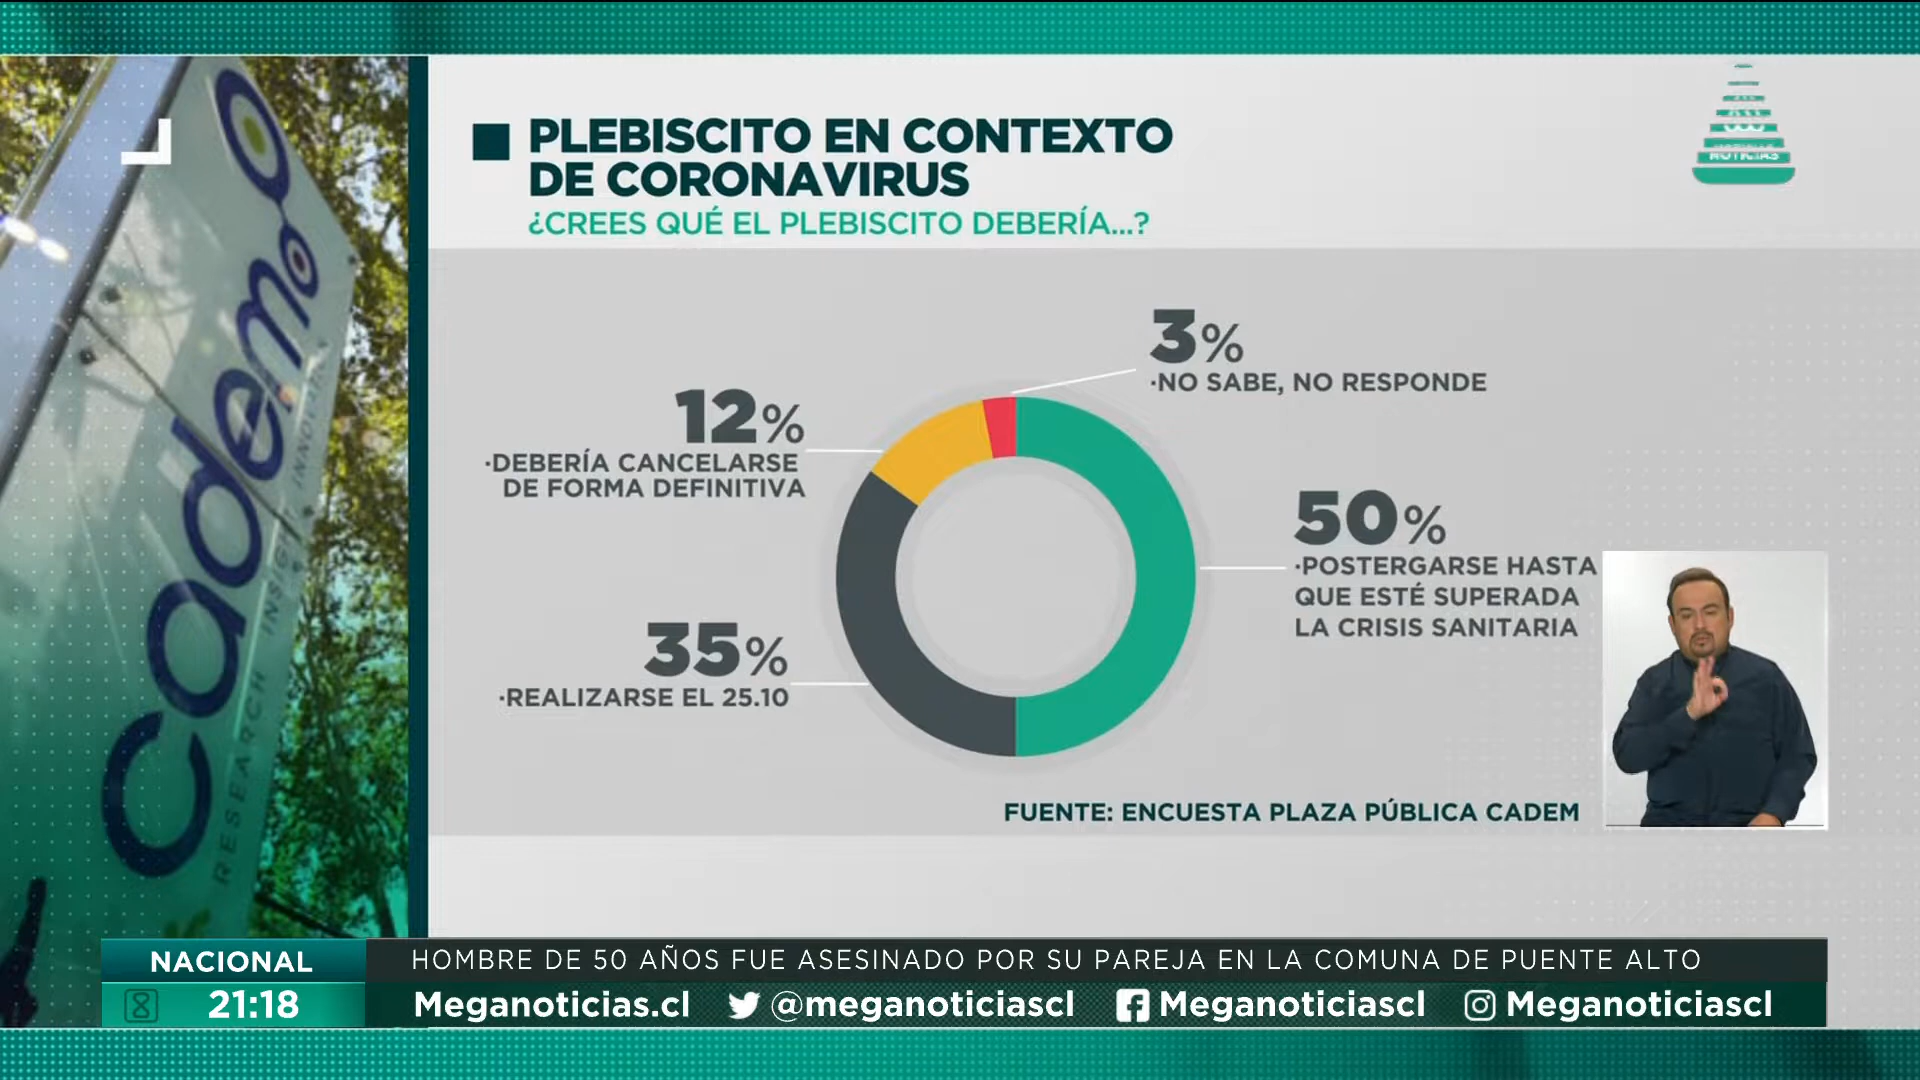 cademo
RESEARCH INSIGHT
PLEBISCITO EN CONTEXTO
DE CORONAVIRUS
¿CREES QUÉ EL PLEBISCITO DEBERÍA...?
NOTICIAS
3%
·NO SABE, NO RESPONDE
12%
·DEBERÍA CANCELARSE
DE FORMA DEFINITIVA
50%
·POSTERGARSE HASTA
QUE ESTÉ SUPERADA
LA CRISIS SANITARIA
35%
·REALIZARSE EL 25.10
FUENTE: ENCUESTA PLAZA PÚBLICA CADEM
NACIONAL
HOMBRE DE 50 AÑOS FUE ASESINADO POR SU PAREJA EN LA COMUNA DE PUENTE ALTO
21:18
Meganoticias.cl @meganoticiascl Meganoticiascl Meganoticiascl